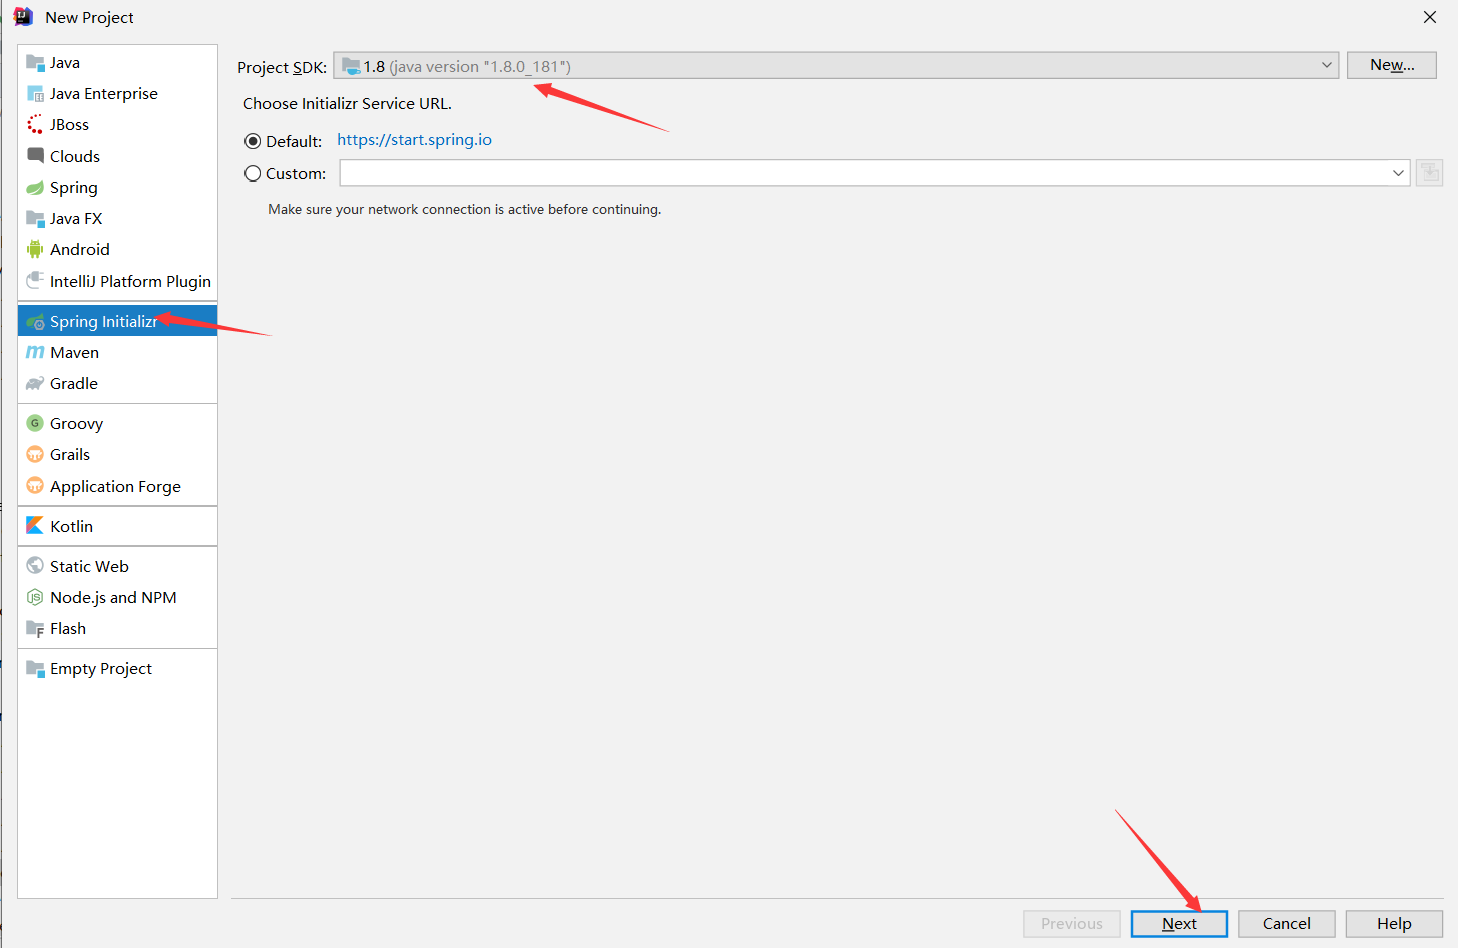 New Project
Java
Java Enterprise
JBoss
Clouds
Spring
Java FX
Android
IntelliJ Platform Plugin
Spring Initializr
Maven
Gradle
Groovy
Grails
Application Forge
Kotlin
Static Web
Node.js and NPM
Flash
Empty Project
Project SDK: 1.8 (java version "1.8.0_181") New...
Choose Initializr Service URL.
Default: https://start.spring.io
Custom:
Make sure your network connection is active before continuing.
Previous Next Cancel Help